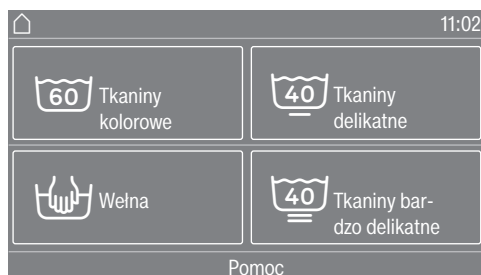 11:02
60 Tkaniny
kolorowe
40 Tkaniny
delikatne
Wełna
40 Tkaniny bar-
dzo delikatne
Pomoc